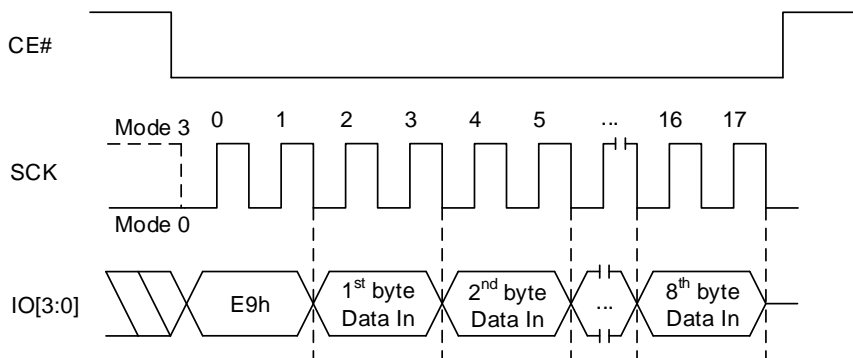 CE#
0 1 2 3 4 5 ... 16 17
Mode 3
SCK
Mode 0
IO[3:0] E9h 1st byte Data In 2nd byte Data In ... 8th byte Data In